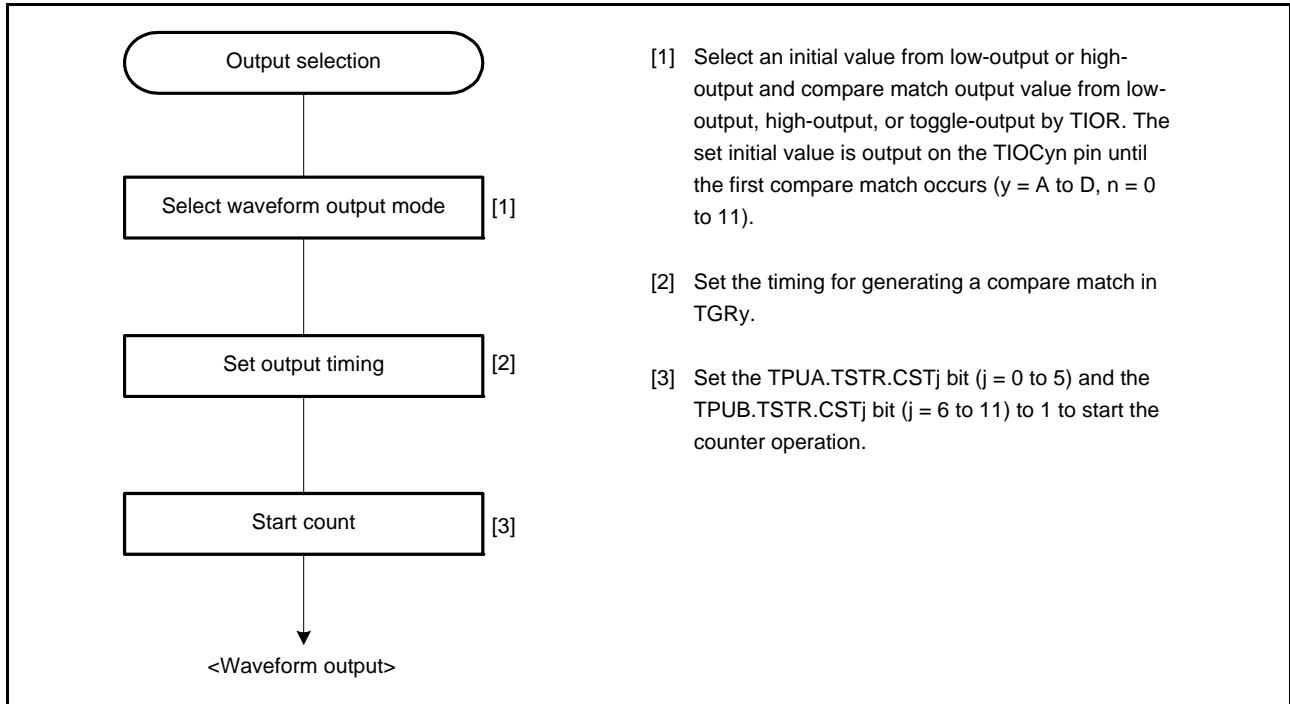 Output selection
Select waveform output mode [1]
Set output timing [2]
Start count [3]
<Waveform output>
[1] Select an initial value from low-output or high-
output and compare match output value from low-
output, high-output, or toggle-output by TIOR. The
set initial value is output on the TIOCyn pin until
the first compare match occurs (y = A to D, n = 0
to 11).
[2] Set the timing for generating a compare match in
TGRy.
[3] Set the TPUA.TSTR.CSTj bit (j = 0 to 5) and the
TPUB.TSTR.CSTj bit (j = 6 to 11) to 1 to start the
counter operation.